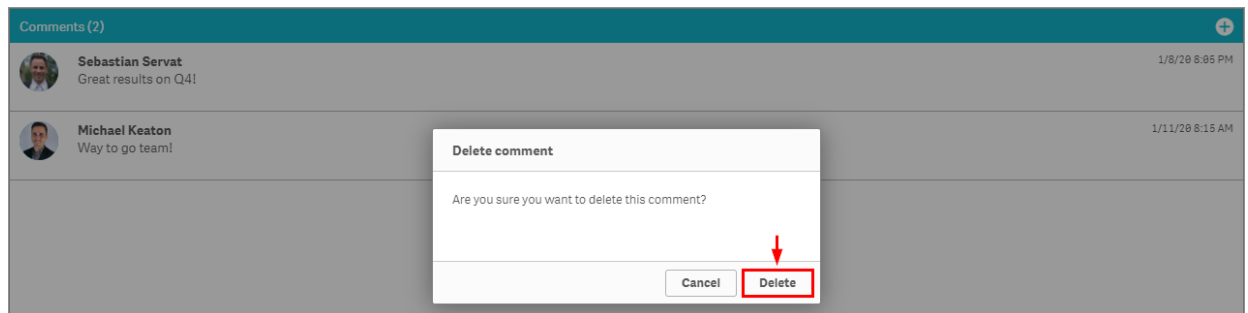 Comments (2)
Sebastian Servat
1/8/20 8:05 PM
Great results on Q4!
Michael Keaton
1/11/20 8:15 AM
Way to go team!
Delete comment
Are you sure you want to delete this comment?
Cancel
Delete